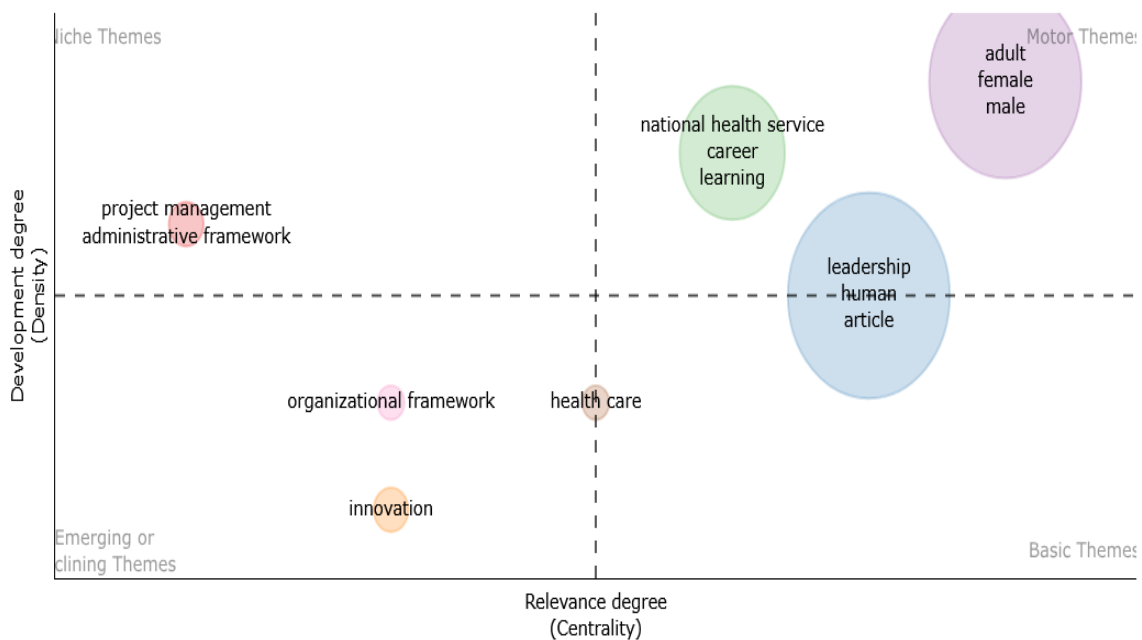 Niche Themes
Motor Themes
adult
female
male
national health service
career
learning
project management
administrative framework
leadership
human
article
Development degree
(Density)
organizational framework
health care
innovation
Emerging or
clining Themes
Basic Themes
Relevance degree
(Centrality)